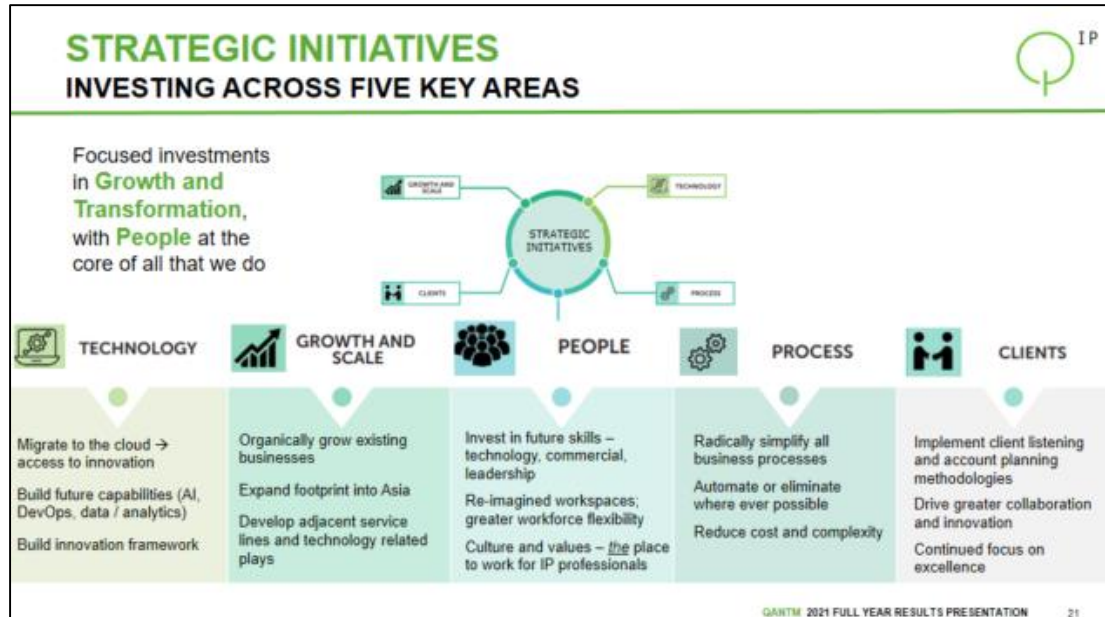 STRATEGIC INITIATIVES
INVESTING ACROSS FIVE KEY AREAS
IP
Focused investments
in Growth and
Transformation,
with People at the
core of all that we do
GROWTH AND
SCALE
TECHNOLOGY
STRATEGIC
INITIATIVES
CLIENTS
PROCESS
TECHNOLOGY
Migrate to the cloud →
access to innovation
Build future capabilities (AI,
DevOps, data / analytics)
Build innovation framework
GROWTH AND
SCALE
Organically grow existing
businesses
Expand footprint into Asia
Develop adjacent service
lines and technology related
plays
PEOPLE
Invest in future skills –
technology, commercial,
leadership
Re-imagined workspaces;
greater workforce flexibility
Culture and values – the place
to work for IP professionals
PROCESS
Radically simplify all
business processes
Automate or eliminate
where ever possible
Reduce cost and complexity
CLIENTS
Implement client listening
and account planning
methodologies
Drive greater collaboration
and innovation
Continued focus on
excellence
QANTM 2021 FULL YEAR RESULTS PRESENTATION 21